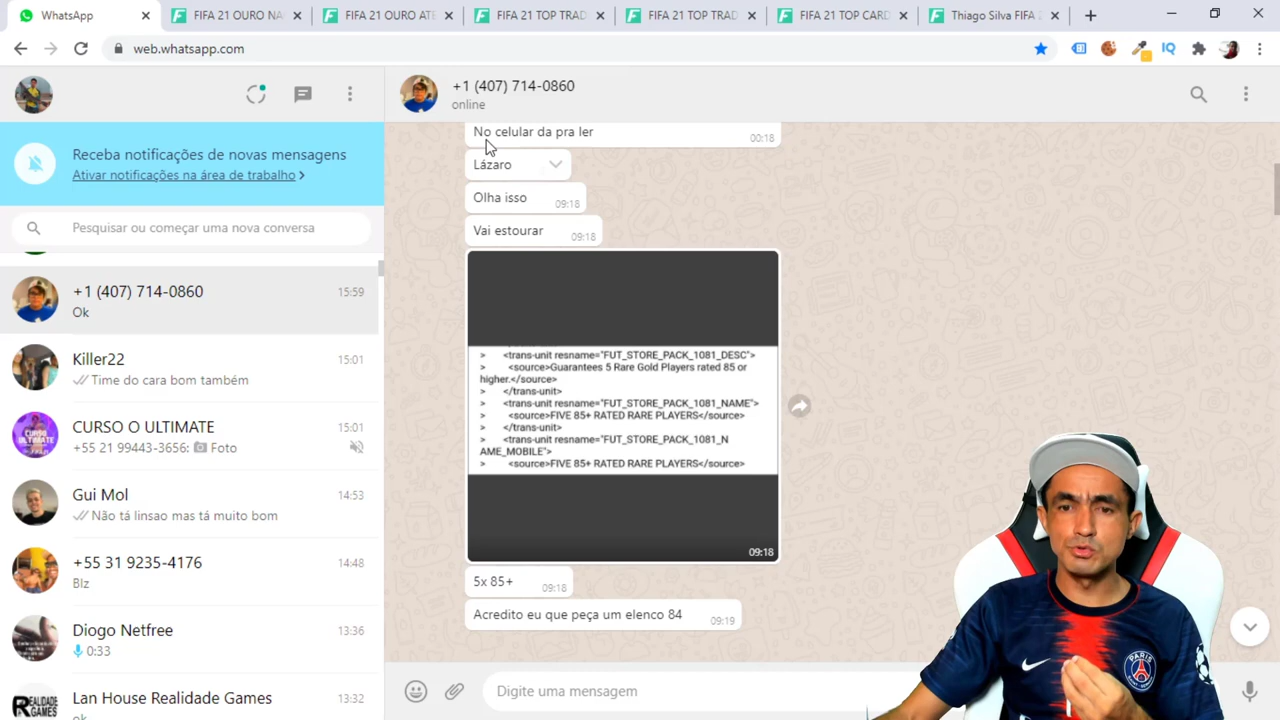 WhatsApp
FIFA 21 OURO NA
FIFA 21 OURO ATE
FIFA 21 TOP TRAD
FIFA 21 TOP TRAD
FIFA 21 TOP CARD
Thiago Silva FIFA 2
web.whatsapp.com
IQ
+1 (407) 714-0860
online
Receba notificações de novas mensagens
Ativar notificações na área de trabalho >
Pesquisar ou começar uma nova conversa
+1 (407) 714-0860
15:59
Ok
Killer22
15:01
Time do cara bom também
CURSO O ULTIMATE
15:01
+55 21 99443-3656: Foto
Gui Mol
14:53
Não tá linsao mas tá muito bom
+55 31 9235-4176
14:48
Blz
Diogo Netfree
13:36
0:33
Lan House Realidade Games
13:32
ok
CURSO
ULTIMATE
REALIDADE
GAMES
No celular da pra ler
00:18
Lázaro
Olha isso
09:18
Vai estourar
09:18
> <trans-unit resname="FUT_STORE_PACK_1081_DESC">
> <source>Guarantees 5 Rare Gold Players rated 85 or
higher.</source>
> </trans-unit>
> <trans-unit resname="FUT_STORE_PACK_1081_NAME">
> <source>FIVE 85+ RATED RARE PLAYERS</source>
> </trans-unit>
> <trans-unit resname="FUT_STORE_PACK_1081_N
AME_MOBILE">
> <source>FIVE 85+ RATED RARE PLAYERS</source>
09:18
5x 85+
09:18
Acredito eu que peça um elenco 84
09:19
Digite uma mensagem
PARIS